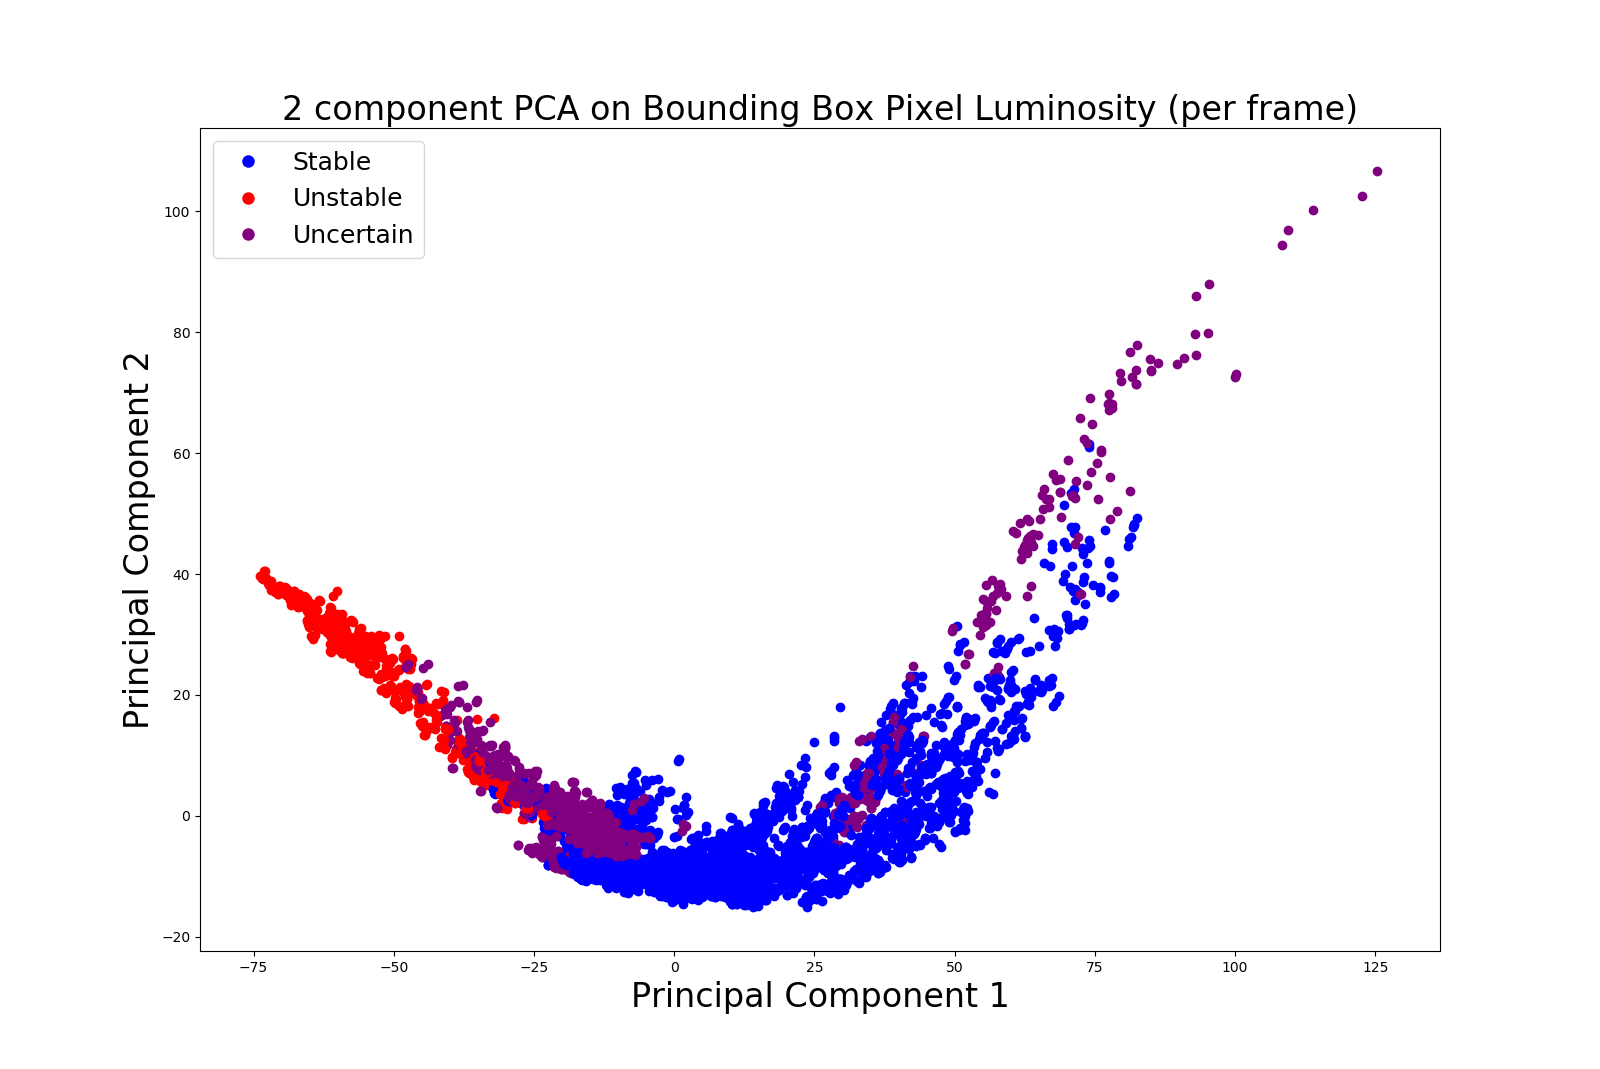 2 component PCA on Bounding Box Pixel Luminosity (per frame)
Stable
Unstable
Uncertain
100
80
60
40
20
0
−20
Principal Component 2
−75 −50 −25 0 25 50 75 100 125
Principal Component 1